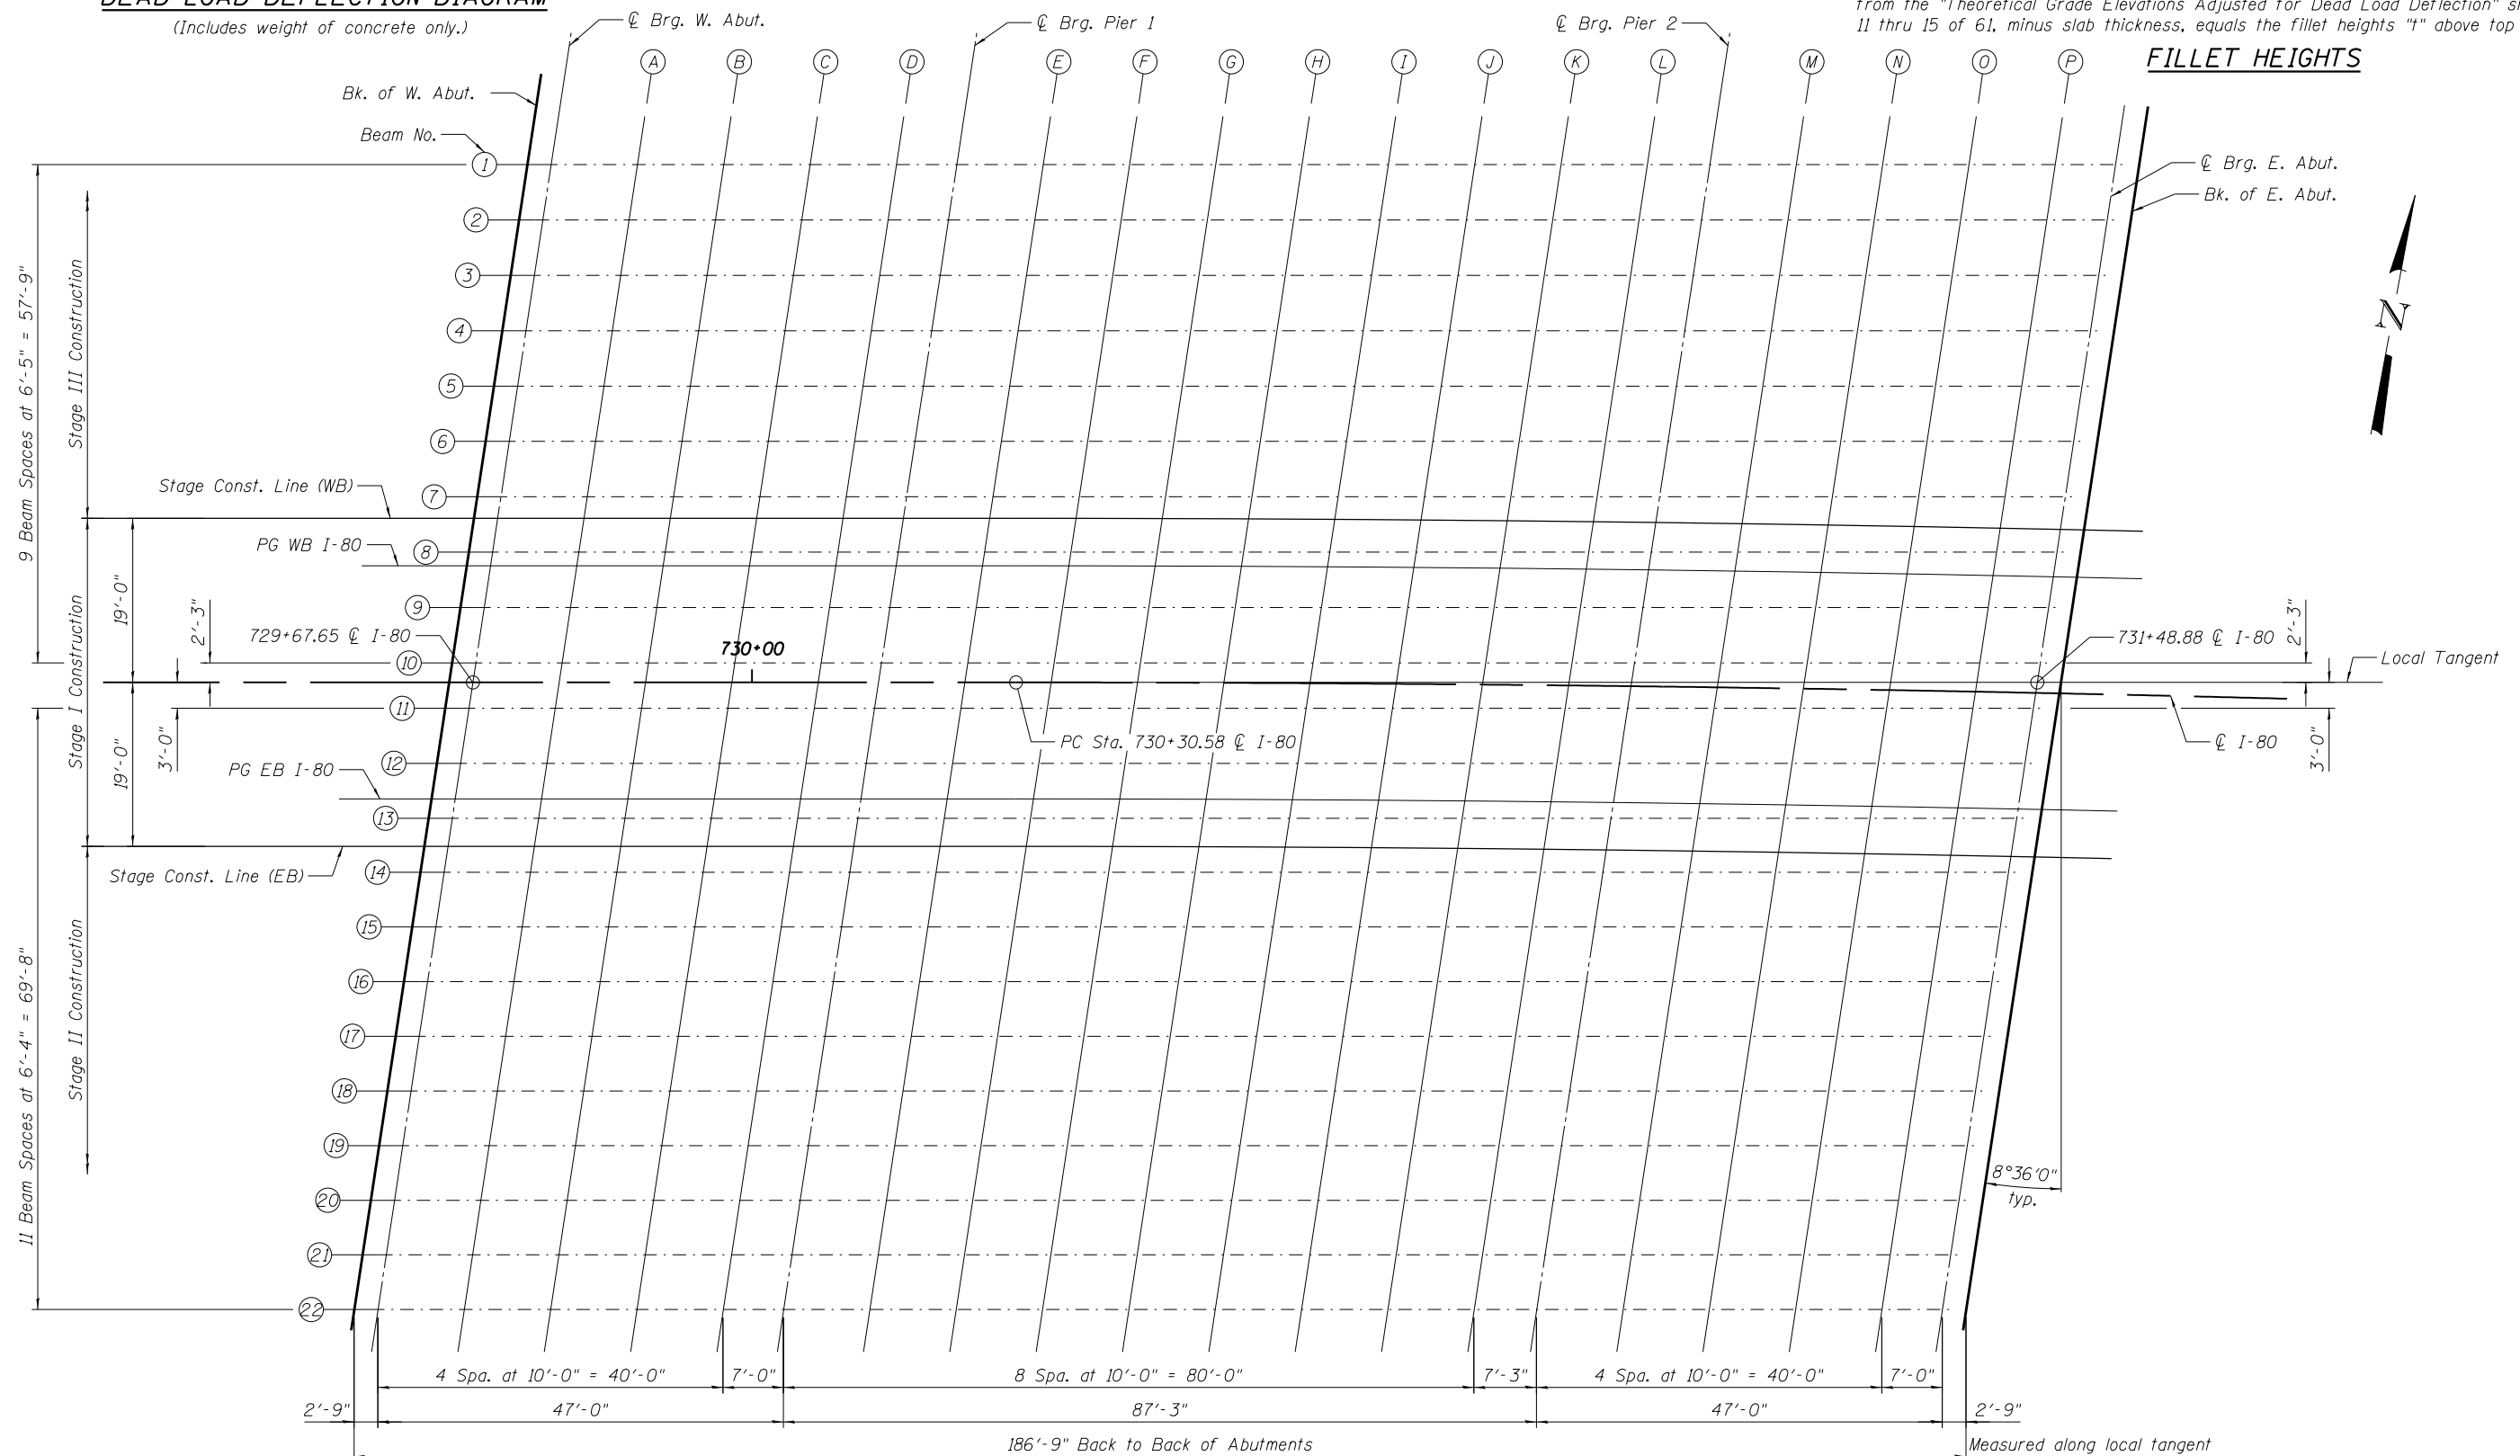 DEAD LOAD DEFLECTION DIAGRAM
(Includes weight of concrete only.)
from the "Theoretical Grade Elevations Adjusted for Dead Load Deflection"
11 thru 15 of 61, minus slab thickness, equals the fillet heights "t" above top
FILLET HEIGHTS
℄ Brg. W. Abut.
℄ Brg. Pier 1
℄ Brg. Pier 2
A B C D E F G H I J K L M N O P
Bk. of W. Abut.
Beam No.
℄ Brg. E. Abut.
Bk. of E. Abut.
N
1
2
3
4
5
6
7
8
9
10
11
12
13
14
15
16
17
18
19
20
21
22
9 Beam Spaces at 6'-5" = 57'-9"
Stage III Construction
Stage Const. Line (WB)
PG WB I-80
19'-0"
2'-3"
729+67.65 ℄ I-80
730+00
731+48.88 ℄ I-80
2'-3"
Local Tangent
Stage I Construction
PC Sta. 730+30.58 ℄ I-80
℄ I-80
3'-0"
19'-0"
3'-0"
PG EB I-80
Stage Const. Line (EB)
11 Beam Spaces at 6'-4" = 69'-8"
Stage II Construction
8°36'0"
typ.
4 Spa. at 10'-0" = 40'-0"
7'-0"
8 Spa. at 10'-0" = 80'-0"
7'-3"
4 Spa. at 10'-0" = 40'-0"
7'-0"
2'-9"
47'-0"
87'-3"
47'-0"
2'-9"
186'-9" Back to Back of Abutments
Measured along local tangent